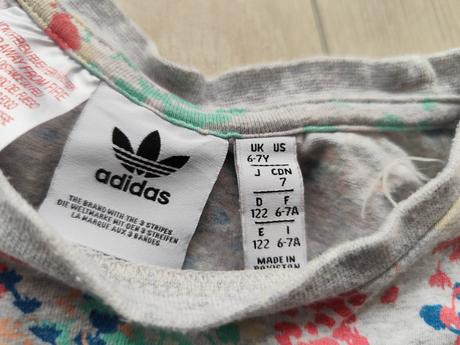 adidas
THE BRAND WITH THE 3 STRIPES
DIE WELTMARKE MIT DEN 3 STREIFEN
LA MARQUE AUX 3 BANDES
UK US
6-7Y
J CDN
7
D F
122 6-7A
E I
122 6-7A
MADE IN
PAKISTAN